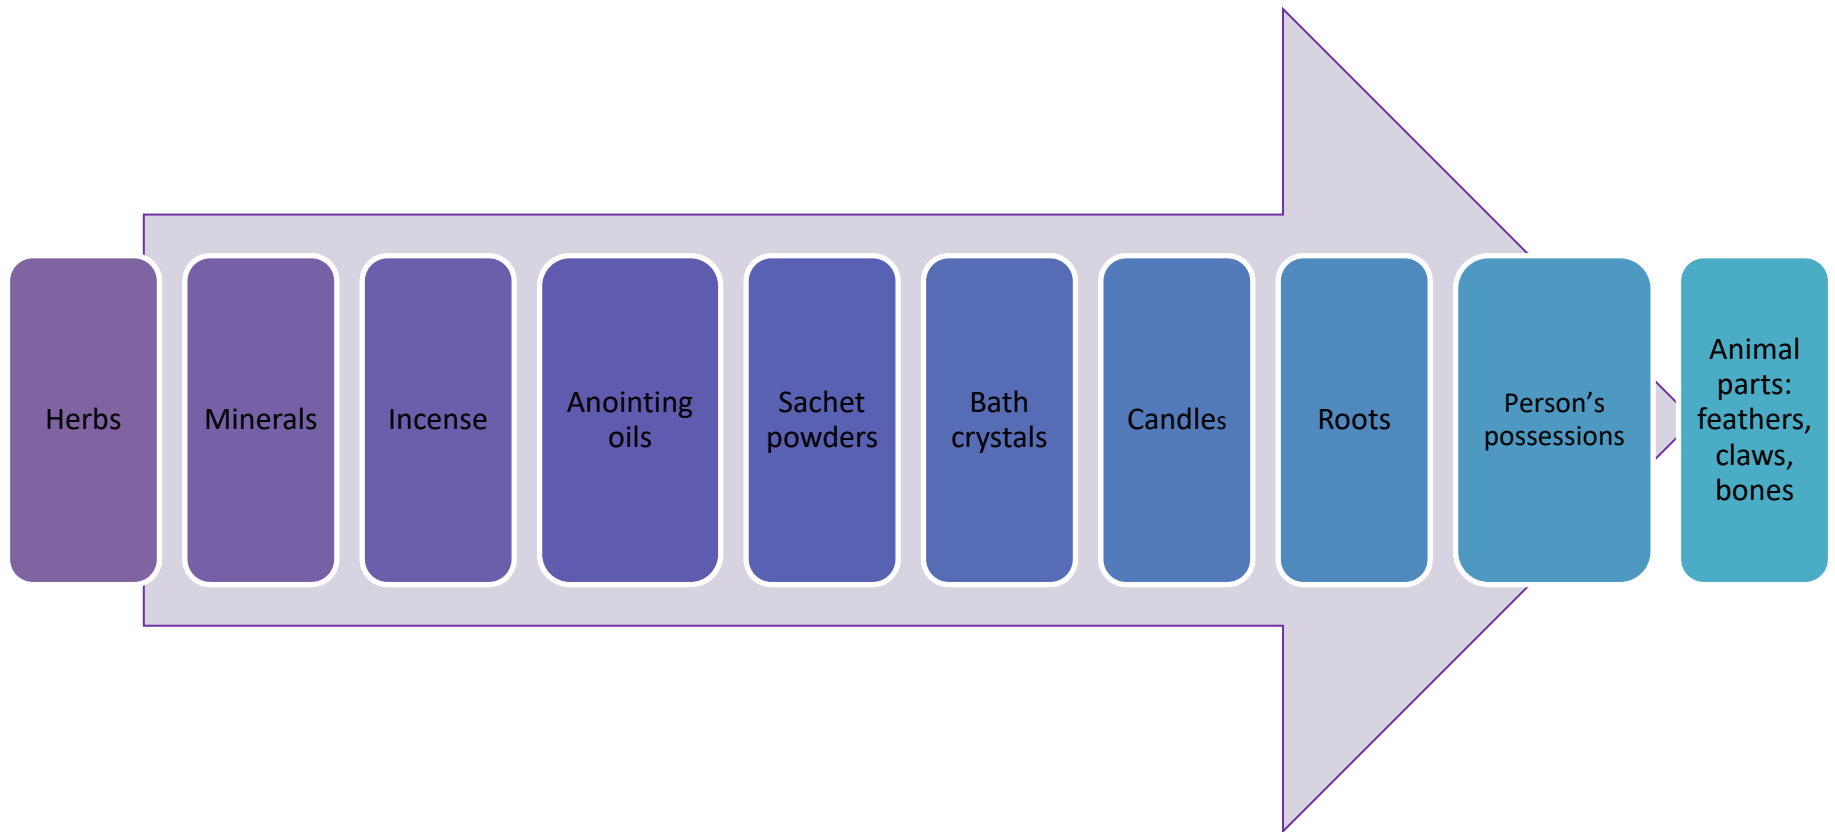 Herbs
Minerals
Incense
Anointing
oils
Sachet
powders
Bath
crystals
Candles
Roots
Person’s
possessions
Animal
parts:
feathers,
claws,
bones